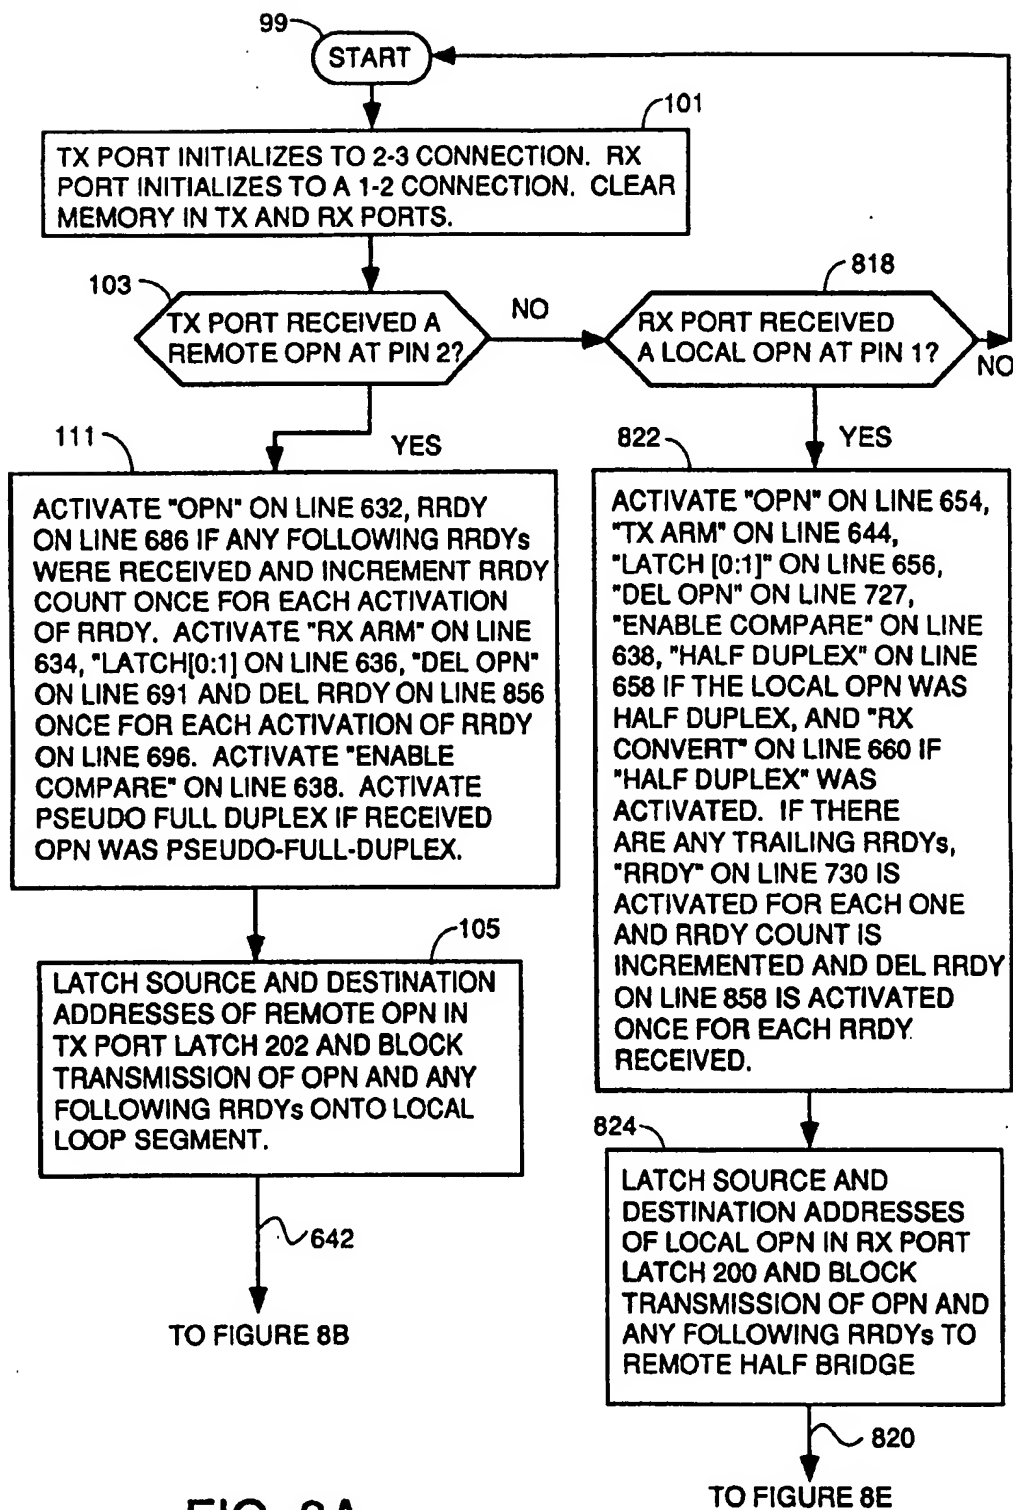 99
START
101
TX PORT INITIALIZES TO 2-3 CONNECTION. RX
PORT INITIALIZES TO A 1-2 CONNECTION. CLEAR
MEMORY IN TX AND RX PORTS.
103
TX PORT RECEIVED A
REMOTE OPN AT PIN 2?
NO
818
RX PORT RECEIVED
A LOCAL OPN AT PIN 1?
NO
111
YES
ACTIVATE "OPN" ON LINE 632, RRDY
ON LINE 686 IF ANY FOLLOWING RRDYs
WERE RECEIVED AND INCREMENT RRDY
COUNT ONCE FOR EACH ACTIVATION
OF RRDY. ACTIVATE "RX ARM" ON LINE
634, "LATCH[0:1] ON LINE 636, "DEL OPN"
ON LINE 691 AND DEL RRDY ON LINE 856
ONCE FOR EACH ACTIVATION OF RRDY
ON LINE 696. ACTIVATE "ENABLE
COMPARE" ON LINE 638. ACTIVATE
PSEUDO FULL DUPLEX IF RECEIVED
OPN WAS PSEUDO-FULL-DUPLEX.
105
LATCH SOURCE AND DESTINATION
ADDRESSES OF REMOTE OPN IN
TX PORT LATCH 202 AND BLOCK
TRANSMISSION OF OPN AND ANY
FOLLOWING RRDYs ONTO LOCAL
LOOP SEGMENT.
642
TO FIGURE 8B
822
YES
ACTIVATE "OPN" ON LINE 654,
"TX ARM" ON LINE 644,
"LATCH [0:1]" ON LINE 656,
"DEL OPN" ON LINE 727,
"ENABLE COMPARE" ON LINE
638, "HALF DUPLEX" ON LINE
658 IF THE LOCAL OPN WAS
HALF DUPLEX, AND "RX
CONVERT" ON LINE 660 IF
"HALF DUPLEX" WAS
ACTIVATED. IF THERE
ARE ANY TRAILING RRDYs,
"RRDY" ON LINE 730 IS
ACTIVATED FOR EACH ONE
AND RRDY COUNT IS
INCREMENTED AND DEL RRDY
ON LINE 858 IS ACTIVATED
ONCE FOR EACH RRDY
RECEIVED.
824
LATCH SOURCE AND
DESTINATION ADDRESSES
OF LOCAL OPN IN RX PORT
LATCH 200 AND BLOCK
TRANSMISSION OF OPN AND
ANY FOLLOWING RRDYs TO
REMOTE HALF BRIDGE
820
TO FIGURE 8E
FIG. 8A